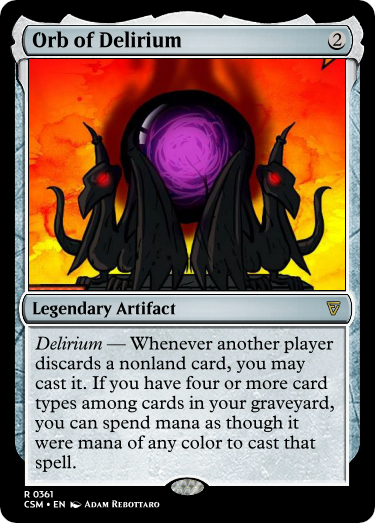 Orb of Delirium 2
Legendary Artifact
Delirium — Whenever another player
discards a nonland card, you may
cast it. If you have four or more card
types among cards in your graveyard,
you can spend mana as though it
were mana of any color to cast that
spell.
R 0361
CSM • EN Adam Rebottaro